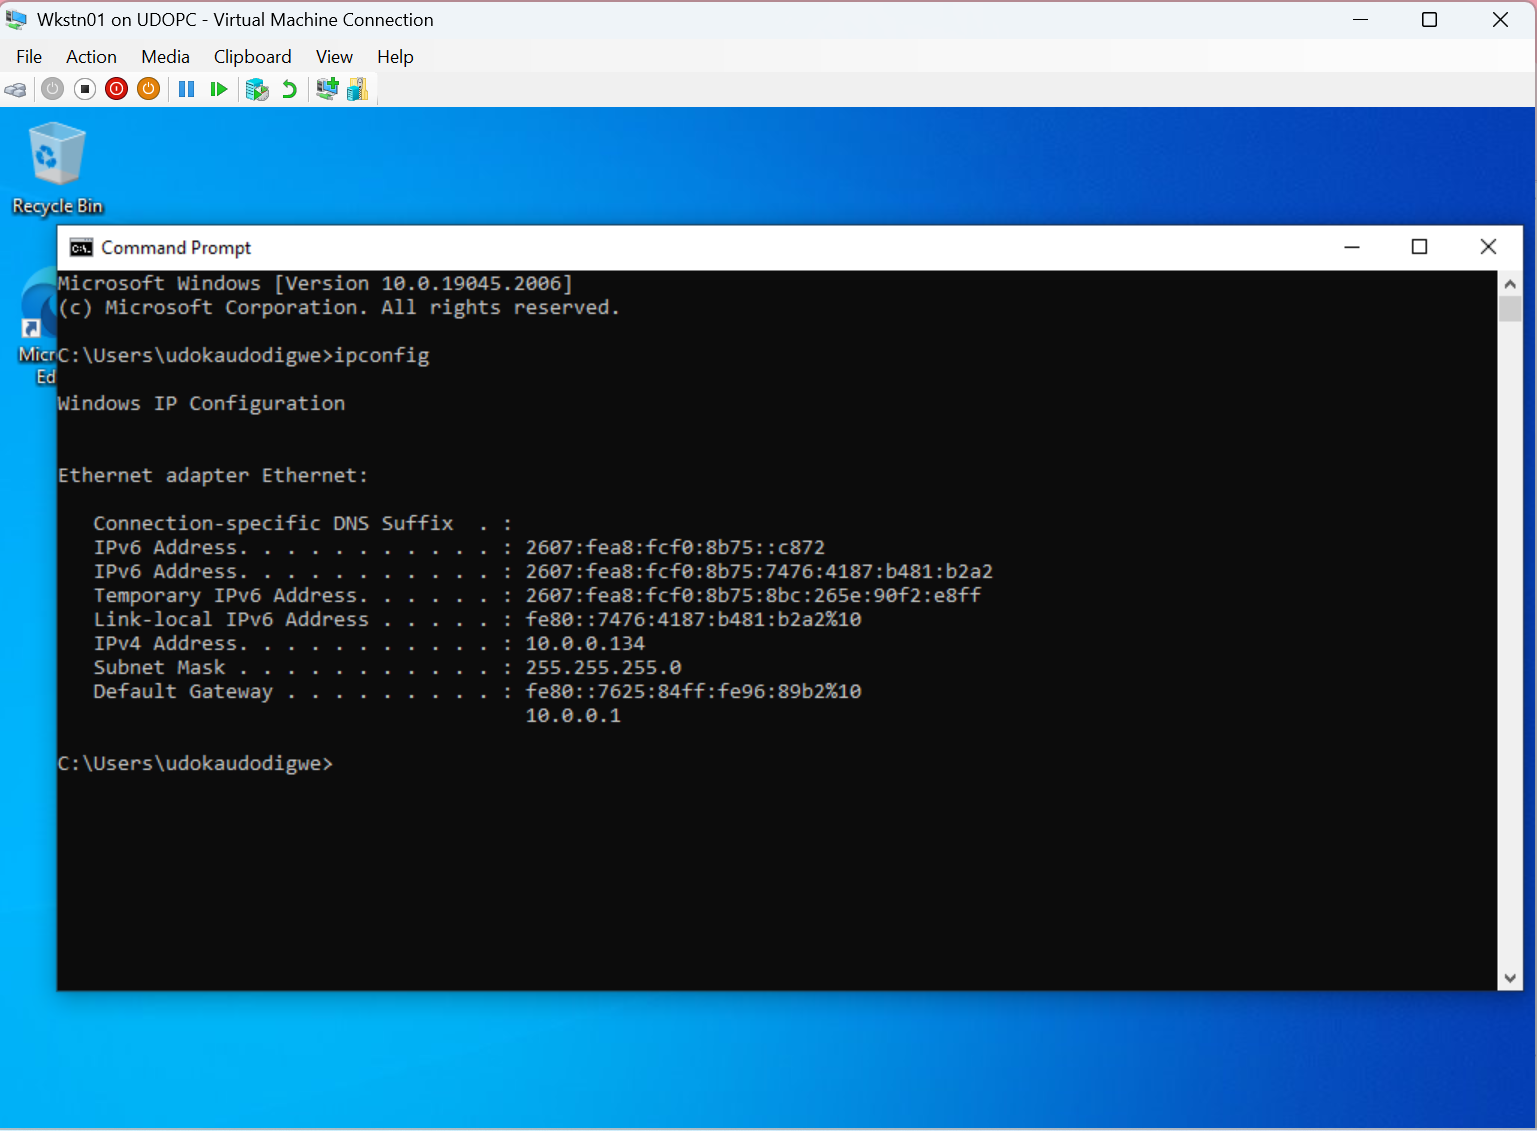 Wkstn01 on UDOPC - Virtual Machine Connection
File Action Media Clipboard View Help
Recycle Bin
Command Prompt
Microsoft Windows [Version 10.0.19045.2006]
(c) Microsoft Corporation. All rights reserved.
Micr
Ed
C:\Users\udokaudodigwe>ipconfig
Windows IP Configuration
Ethernet adapter Ethernet:
Connection-specific DNS Suffix . :
IPv6 Address. . . . . . . . . . . : 2607:fea8:fcf0:8b75::c872
IPv6 Address. . . . . . . . . . . : 2607:fea8:fcf0:8b75:7476:4187:b481:b2a2
Temporary IPv6 Address. . . . . . : 2607:fea8:fcf0:8b75:8bc:265e:90f2:e8ff
Link-local IPv6 Address . . . . . : fe80::7476:4187:b481:b2a2%10
IPv4 Address. . . . . . . . . . . : 10.0.0.134
Subnet Mask . . . . . . . . . . . : 255.255.255.0
Default Gateway . . . . . . . . . : fe80::7625:84ff:fe96:89b2%10
10.0.0.1
C:\Users\udokaudodigwe>